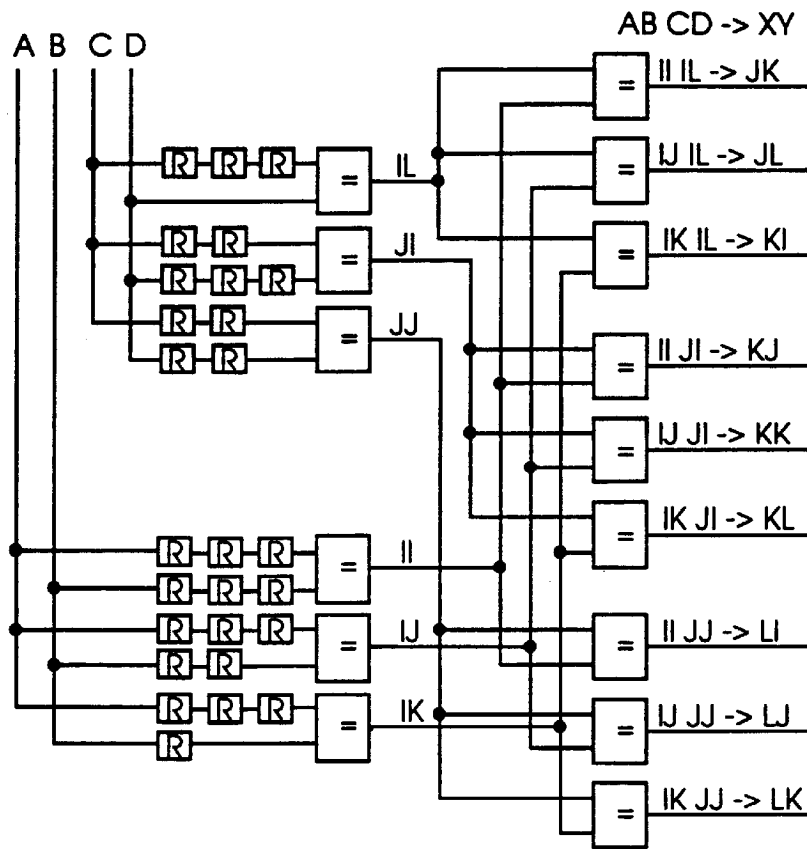 AB CD -> XY
A B C D
= II IL -> JK
R R R = IL
= IJ IL -> JL
R R = JI
= IK IL -> KI
R R R
R R = JJ
R R
= II JI -> KJ
= IJ JI -> KK
= IK JI -> KL
R R R = II
R R R
R R R = IJ
R R
= II JJ -> LI
R R R = IK
R
= IJ JJ -> LJ
= IK JJ -> LK